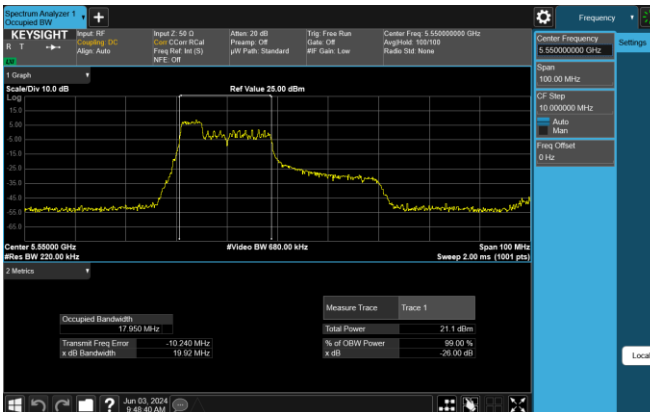 Spectrum Analyzer 1
Occupied BW
+
Frequency
KEYSIGHT
R T
LW
Input: RF
Coupling: DC
Align: Auto
Input Z: 50 Ω
Corr CCorr RCal
Freq Ref: Int (S)
NFE: Off
Atten: 20 dB
Preamp: Off
µW Path: Standard
Trig: Free Run
Gate: Off
#IF Gain: Low
Center Freq: 5.550000000 GHz
Avg|Hold: 100/100
Radio Std: None
Center Frequency
5.550000000 GHz
Settings
Span
100.00 MHz
CF Step
10.000000 MHz
Auto
Man
Freq Offset
0 Hz
Local
1 Graph
Scale/Div 10.0 dB
Ref Value 25.00 dBm
Log
15.0
5.00
-5.00
-15.0
-25.0
-35.0
-45.0
-55.0
-65.0
Center 5.55000 GHz
#Video BW 680.00 kHz
Span 100 MHz
#Res BW 220.00 kHz
Sweep 2.00 ms (1001 pts)
2 Metrics
Measure Trace
Trace 1
Occupied Bandwidth
17.950 MHz
Total Power
21.1 dBm
Transmit Freq Error
-10.240 MHz
% of OBW Power
99.00 %
x dB Bandwidth
19.92 MHz
x dB
-26.00 dB
?
Jun 03, 2024
9:48:40 AM